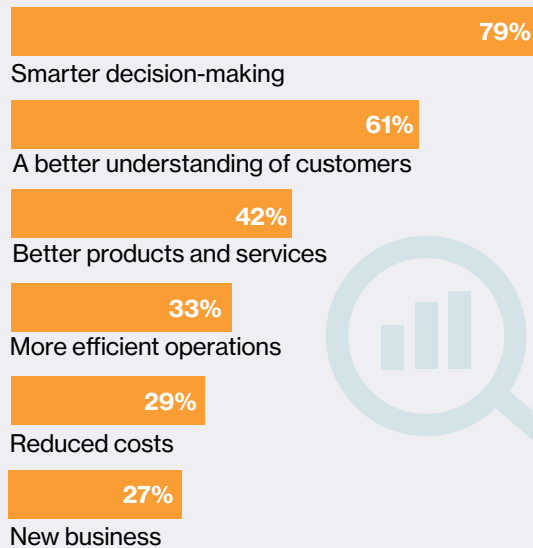 79%
Smarter decision-making
61%
A better understanding of customers
42%
Better products and services
33%
More efficient operations
29%
Reduced costs
27%
New business